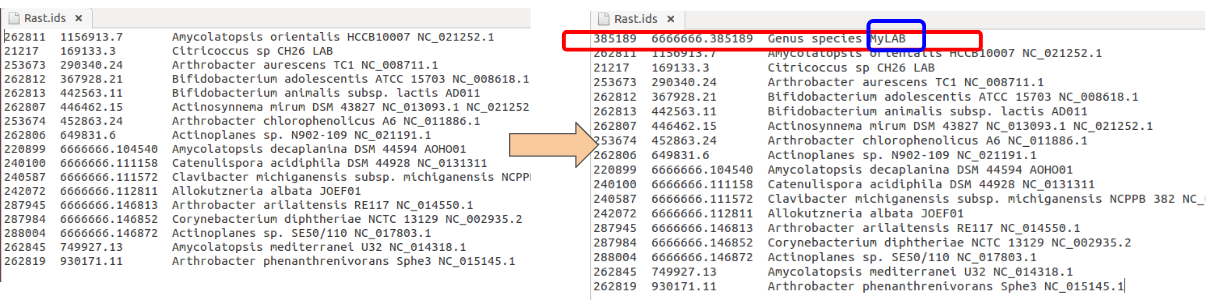 Rast.ids ×
262811 1156913.7 Amycolatopsis orientalis HCCB10007 NC_021252.1
21217 169133.3 Citricoccus sp CH26 LAB
253673 290340.24 Arthrobacter aurescens TC1 NC_008711.1
262812 367928.21 Bifidobacterium adolescentis ATCC 15703 NC_008618.1
262813 442563.11 Bifidobacterium animalis subsp. lactis AD011
262807 446462.15 Actinosynnema mirum DSM 43827 NC_013093.1 NC_021252
253674 452863.24 Arthrobacter chlorophenolicus A6 NC_011886.1
262806 649831.6 Actinoplanes sp. N902-109 NC_021191.1
220899 6666666.104540 Amycolatopsis decaplanina DSM 44594 AOHO01
240100 6666666.111158 Catenulispora acidiphila DSM 44928 NC_0131311
240587 6666666.111572 Clavibacter michiganensis subsp. michiganensis NCPP
242072 6666666.112811 Allokutzneria albata JOEF01
287945 6666666.146813 Arthrobacter arilaitensis RE117 NC_014550.1
287984 6666666.146852 Corynebacterium diphtheriae NCTC 13129 NC_002935.2
288004 6666666.146872 Actinoplanes sp. SE50/110 NC_017803.1
262845 749927.13 Amycolatopsis mediterranei U32 NC_014318.1
262819 930171.11 Arthrobacter phenanthrenivorans Sphe3 NC_015145.1
Rast.ids ×
385189 6666666.385189 Genus species MyLAB
262811 1156913.7 Amycolatopsis orientalis HCCB10007 NC_021252.1
21217 169133.3 Citricoccus sp CH26 LAB
253673 290340.24 Arthrobacter aurescens TC1 NC_008711.1
262812 367928.21 Bifidobacterium adolescentis ATCC 15703 NC_008618.1
262813 442563.11 Bifidobacterium animalis subsp. lactis AD011
262807 446462.15 Actinosynnema mirum DSM 43827 NC_013093.1 NC_021252.1
253674 452863.24 Arthrobacter chlorophenolicus A6 NC_011886.1
262806 649831.6 Actinoplanes sp. N902-109 NC_021191.1
220899 6666666.104540 Amycolatopsis decaplanina DSM 44594 AOHO01
240100 6666666.111158 Catenulispora acidiphila DSM 44928 NC_0131311
240587 6666666.111572 Clavibacter michiganensis subsp. michiganensis NCPPB 382 NC_
242072 6666666.112811 Allokutzneria albata JOEF01
287945 6666666.146813 Arthrobacter arilaitensis RE117 NC_014550.1
287984 6666666.146852 Corynebacterium diphtheriae NCTC 13129 NC_002935.2
288004 6666666.146872 Actinoplanes sp. SE50/110 NC_017803.1
262845 749927.13 Amycolatopsis mediterranei U32 NC_014318.1
262819 930171.11 Arthrobacter phenanthrenivorans Sphe3 NC_015145.1